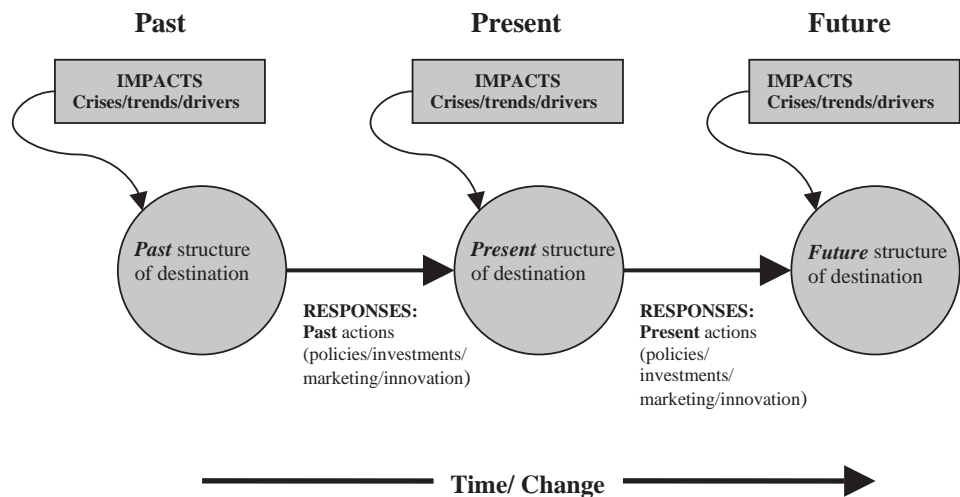 Past
Present
Future
IMPACTS
Crises/trends/drivers
IMPACTS
Crises/trends/drivers
IMPACTS
Crises/trends/drivers
Past structure
of destination
Present structure
of destination
Future structure
of destination
RESPONSES:
Past actions
(policies/investments/
marketing/innovation)
RESPONSES:
Present actions
(policies/
investments/
marketing/innovation)
Time/ Change